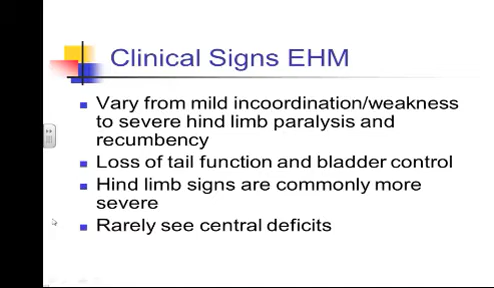 Clinical Signs EHM
Vary from mild incoordination/weakness
to severe hind limb paralysis and
recumbency
Loss of tail function and bladder control
Hind limb signs are commonly more
severe
Rarely see central deficits